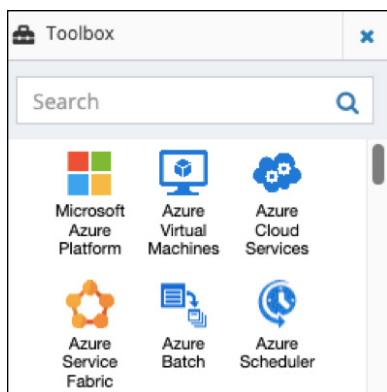 Toolbox
Search
Microsoft Azure Platform
Azure Virtual Machines
Azure Cloud Services
Azure Service Fabric
Azure Batch
Azure Scheduler